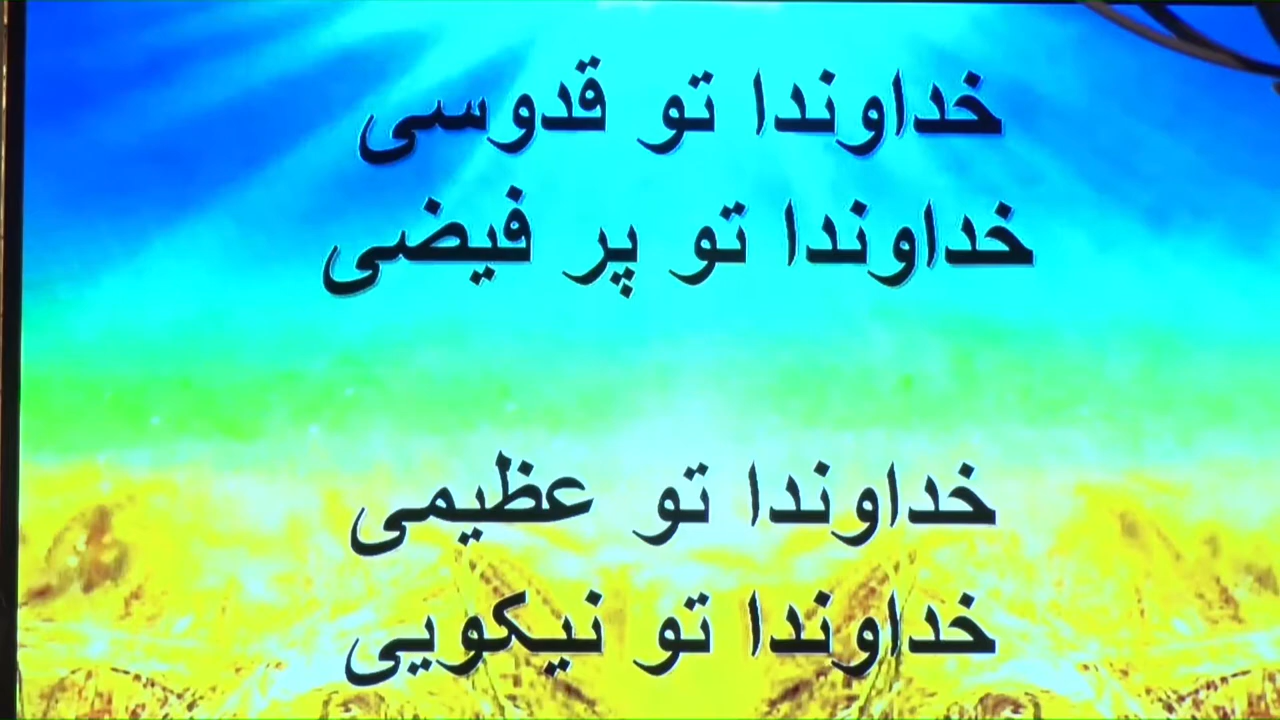 خداوندا تو قدوسی
خداوندا تو پر فیضی
خداوندا تو عظیمی
خداوندا تو نیکویی